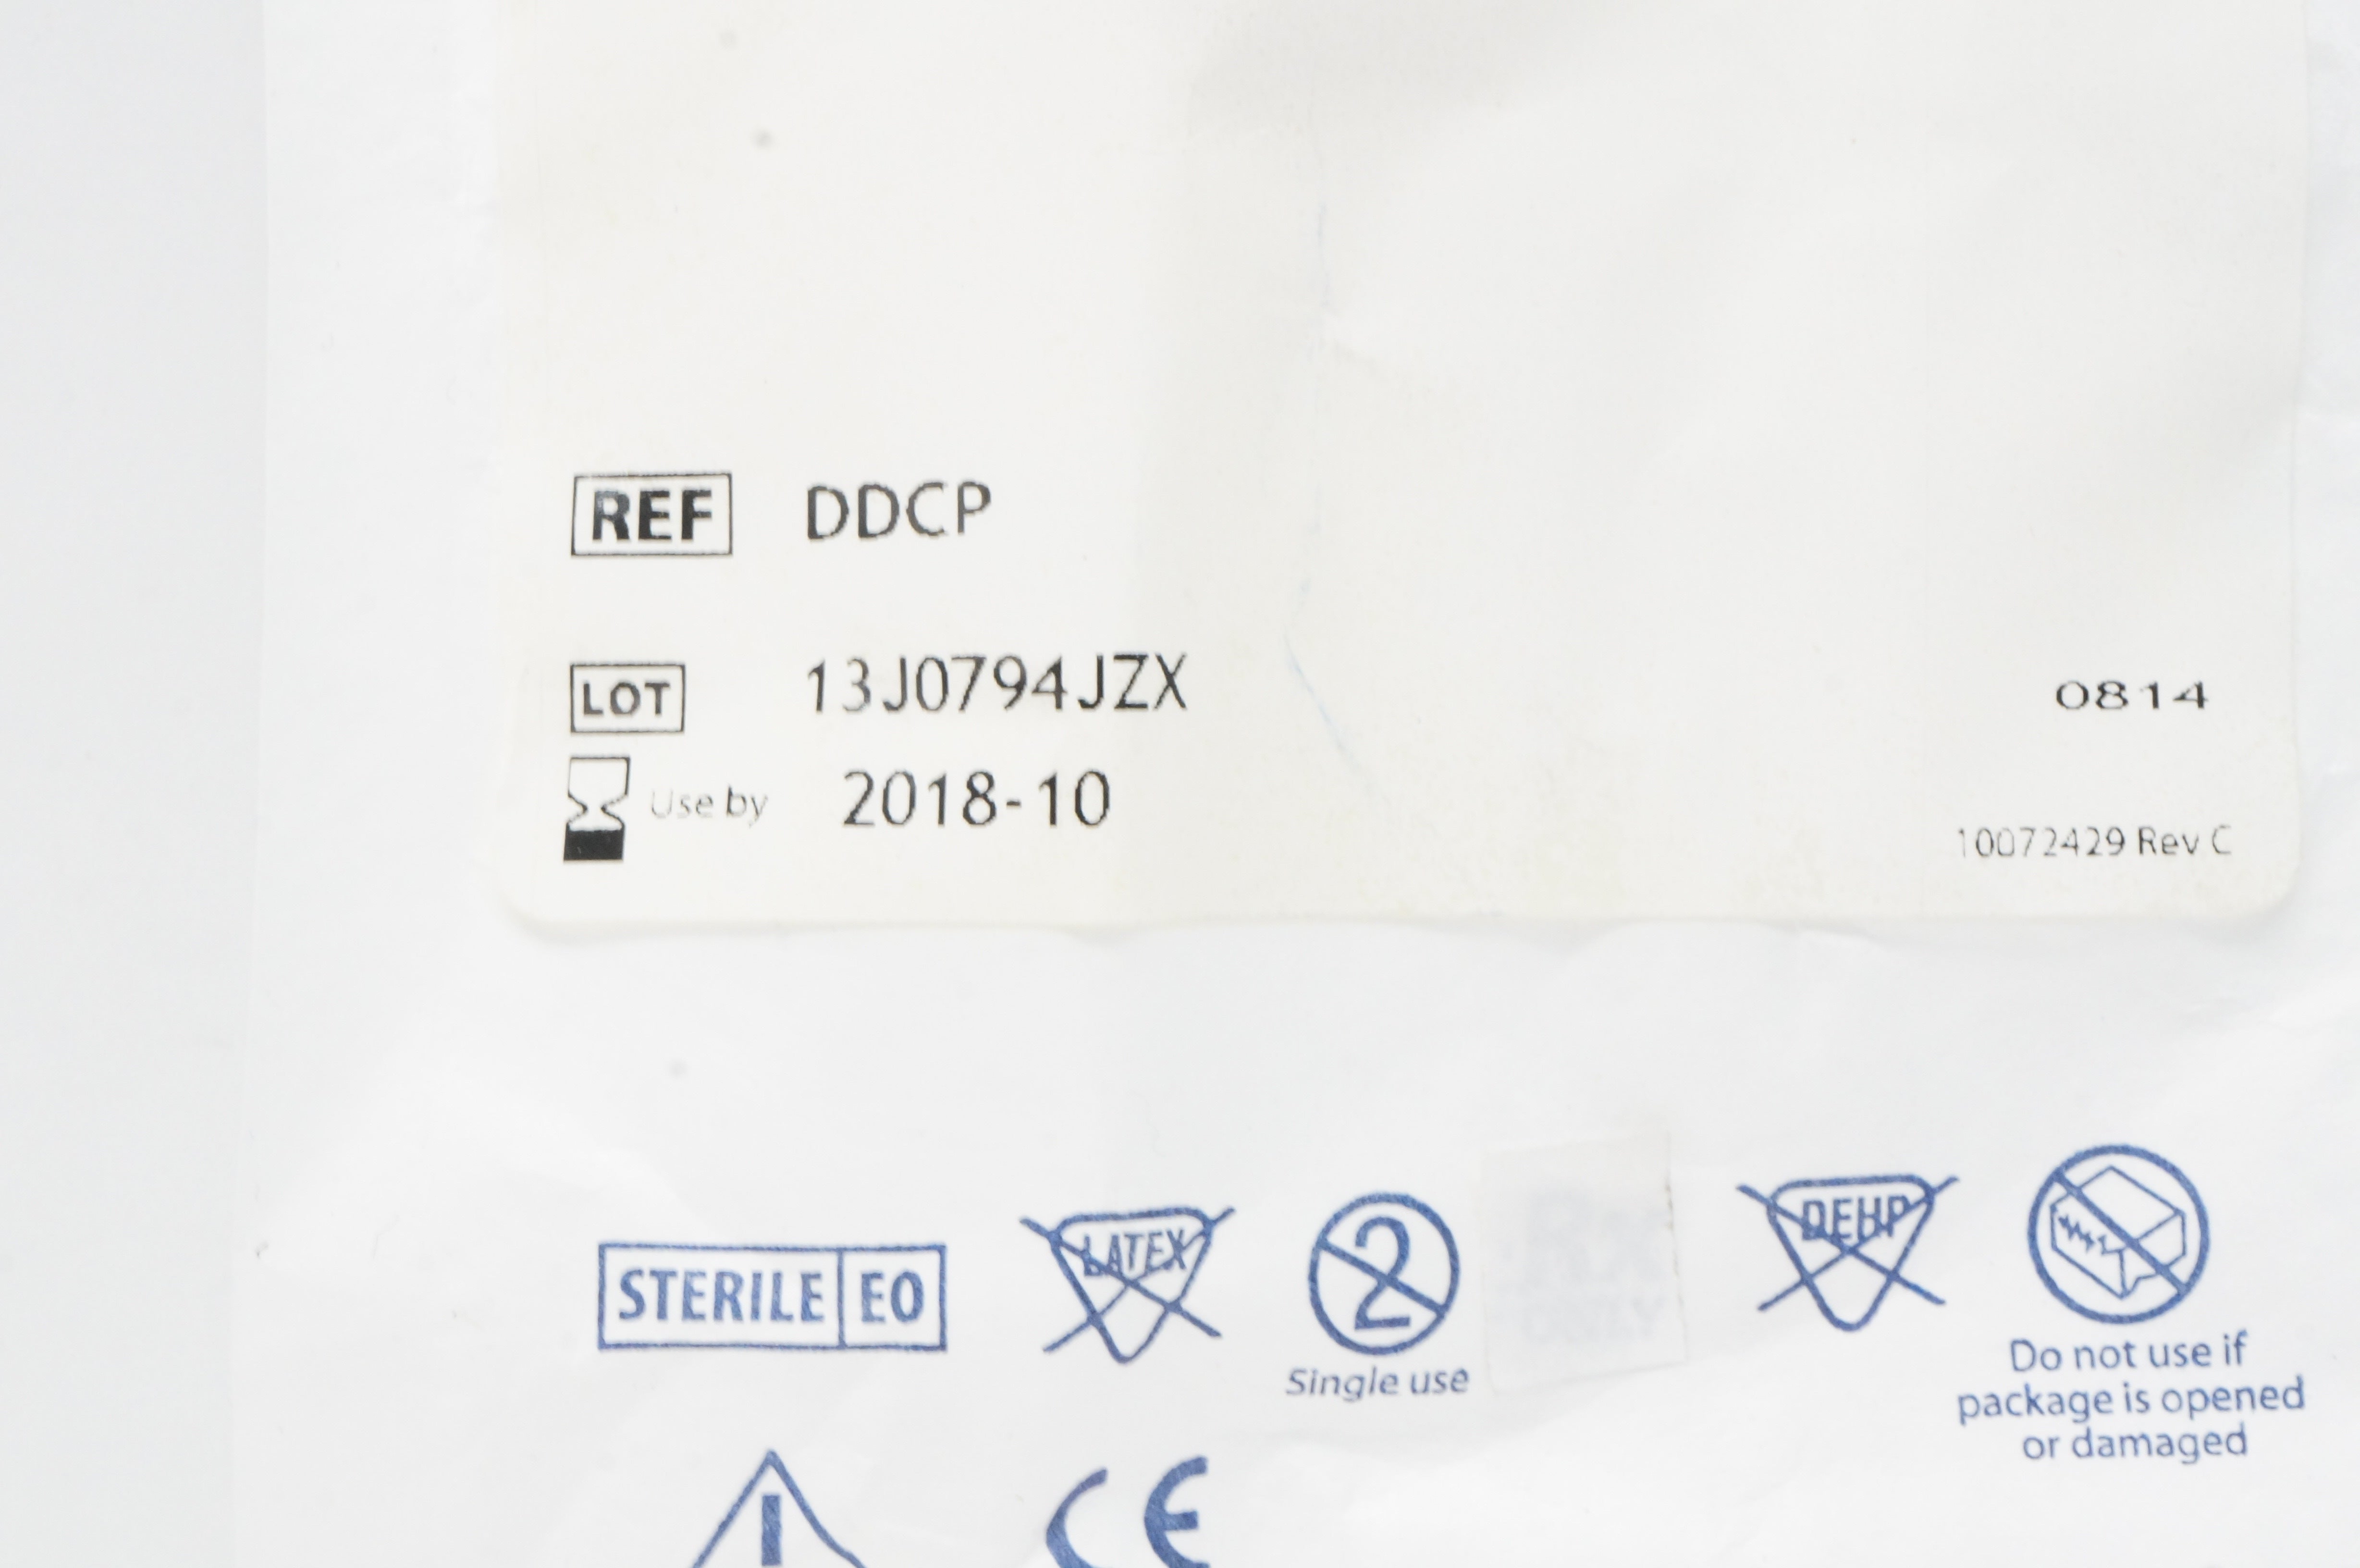 REF DDCP
LOT 13J0794JZX
0814
Use by 2018-10
10072429 Rev C
STERILE EO
LATEX
2
Single use
DEHP
Do not use if
package is opened
or damaged
!
CE